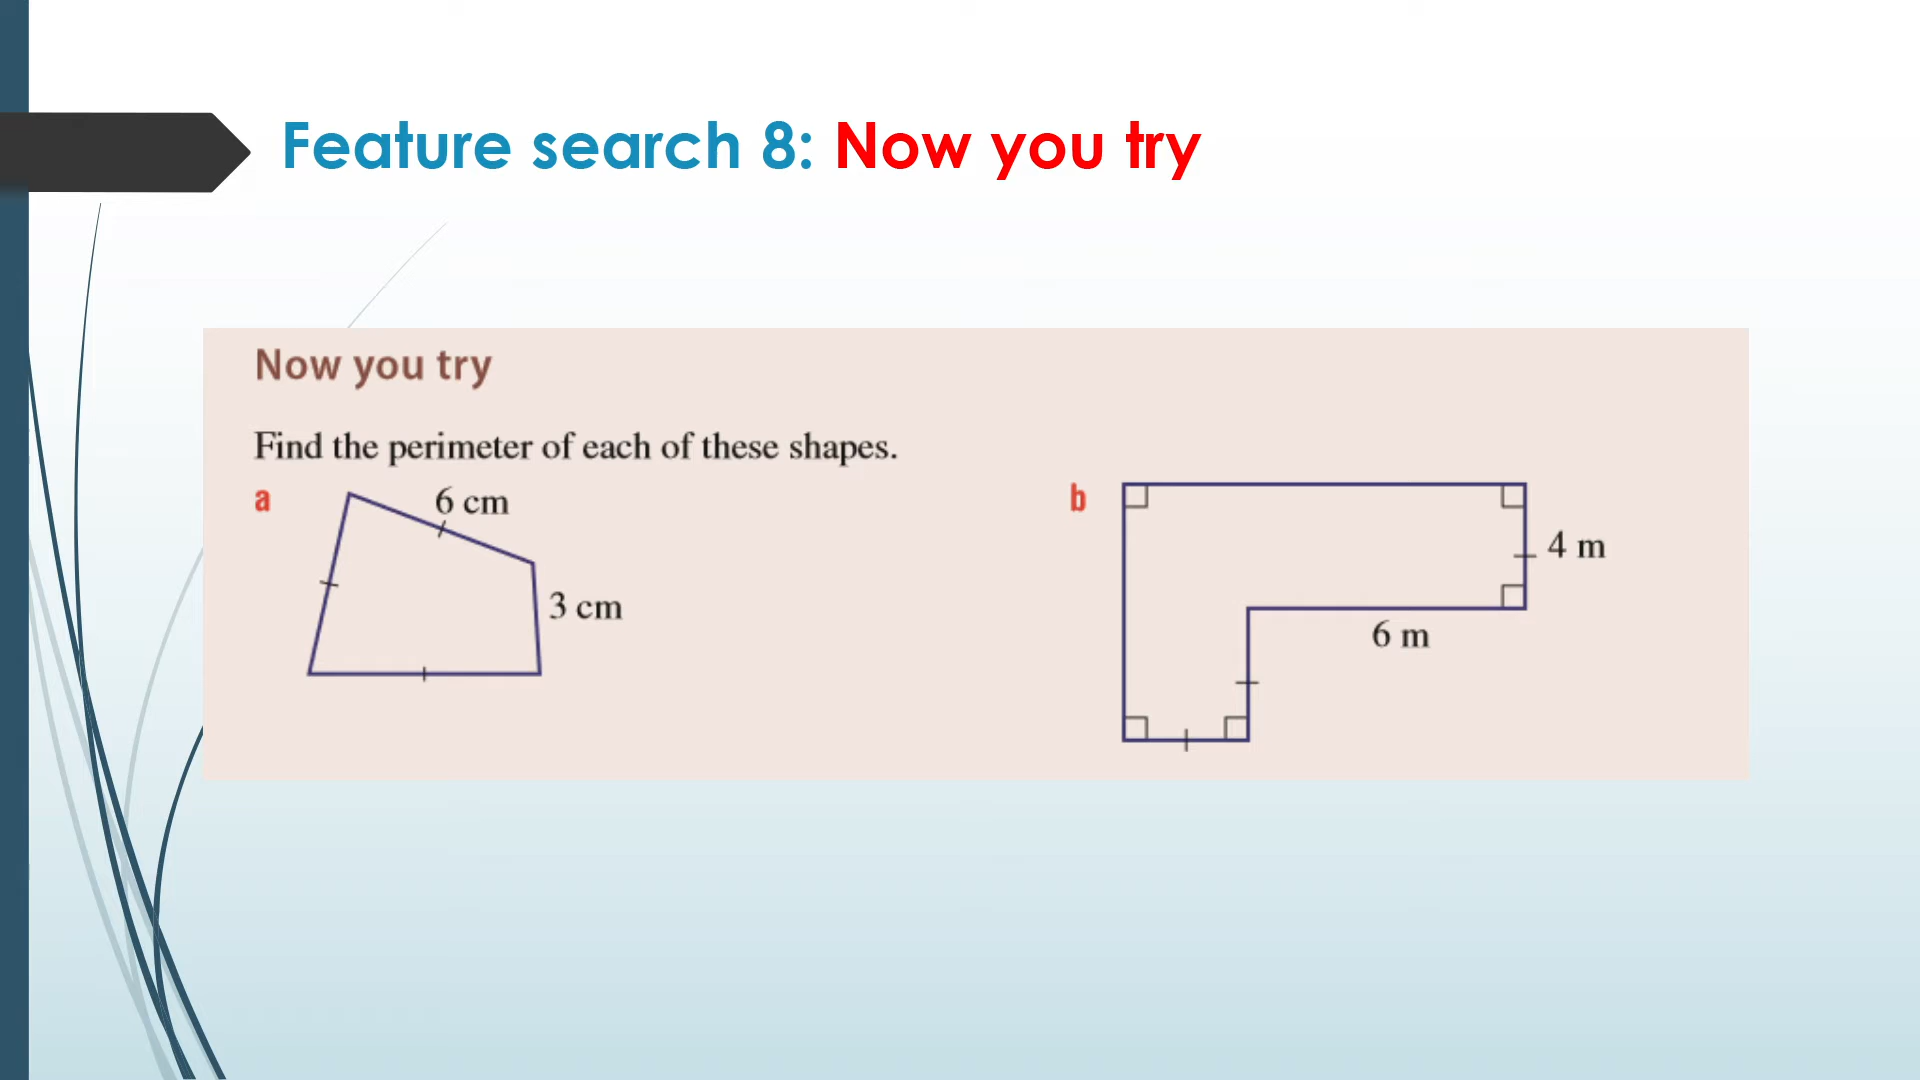 Feature search 8: Now you try
Now you try
Find the perimeter of each of these shapes.
a
6 cm
3 cm
b
4 m
6 m